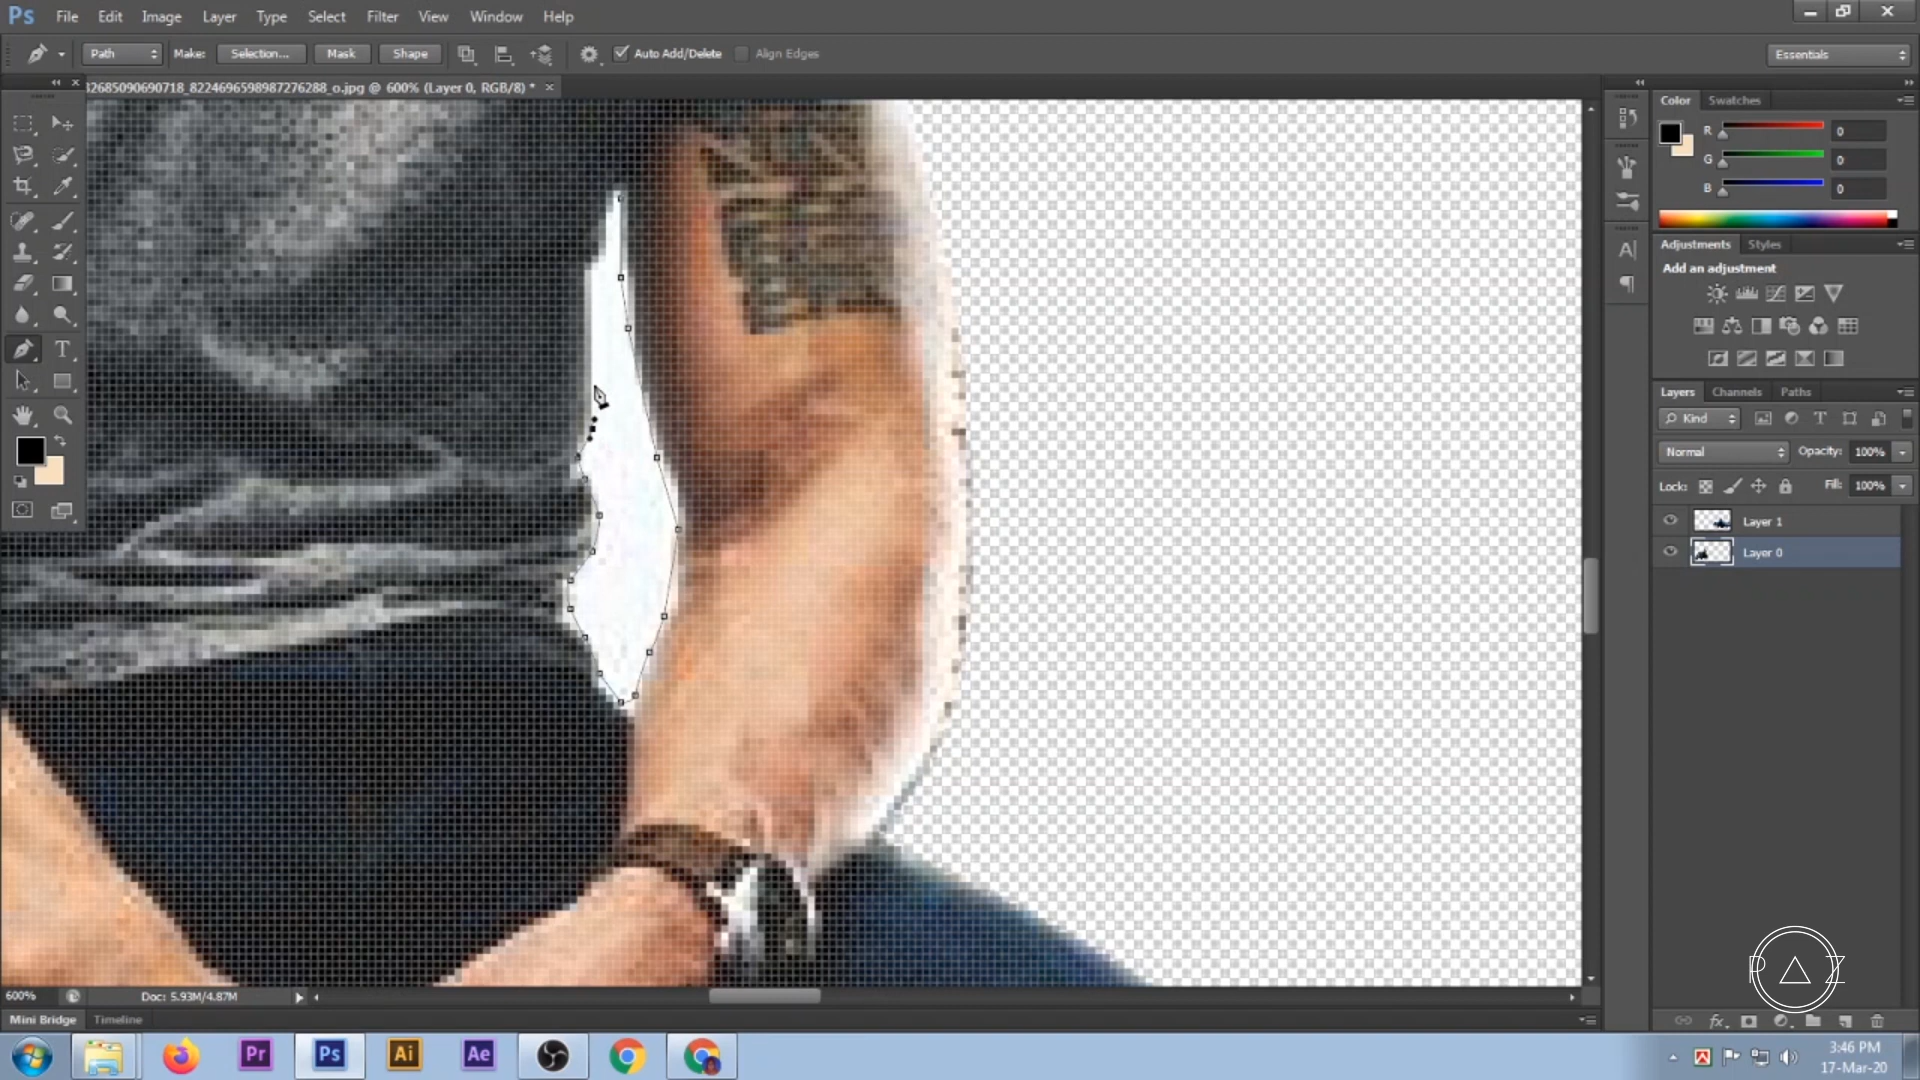 Ps File Edit Image Layer Type Select Filter View Window Help
Path Make: Selection... Mask Shape Auto Add/Delete Align Edges Essentials
32685090690718_8224696598987276288_o.jpg @ 600% (Layer 0, RGB/8) *
Color Swatches
R 0
G 0
B 0
Adjustments Styles
Add an adjustment
Layers Channels Paths
Kind
Normal Opacity: 100%
Lock: Fill: 100%
Layer 1
Layer 0
P Z
600% Doc: 5.93M/4.87M
Mini Bridge Timeline
Pr Ps Ai Ae
3:46 PM
17-Mar-20